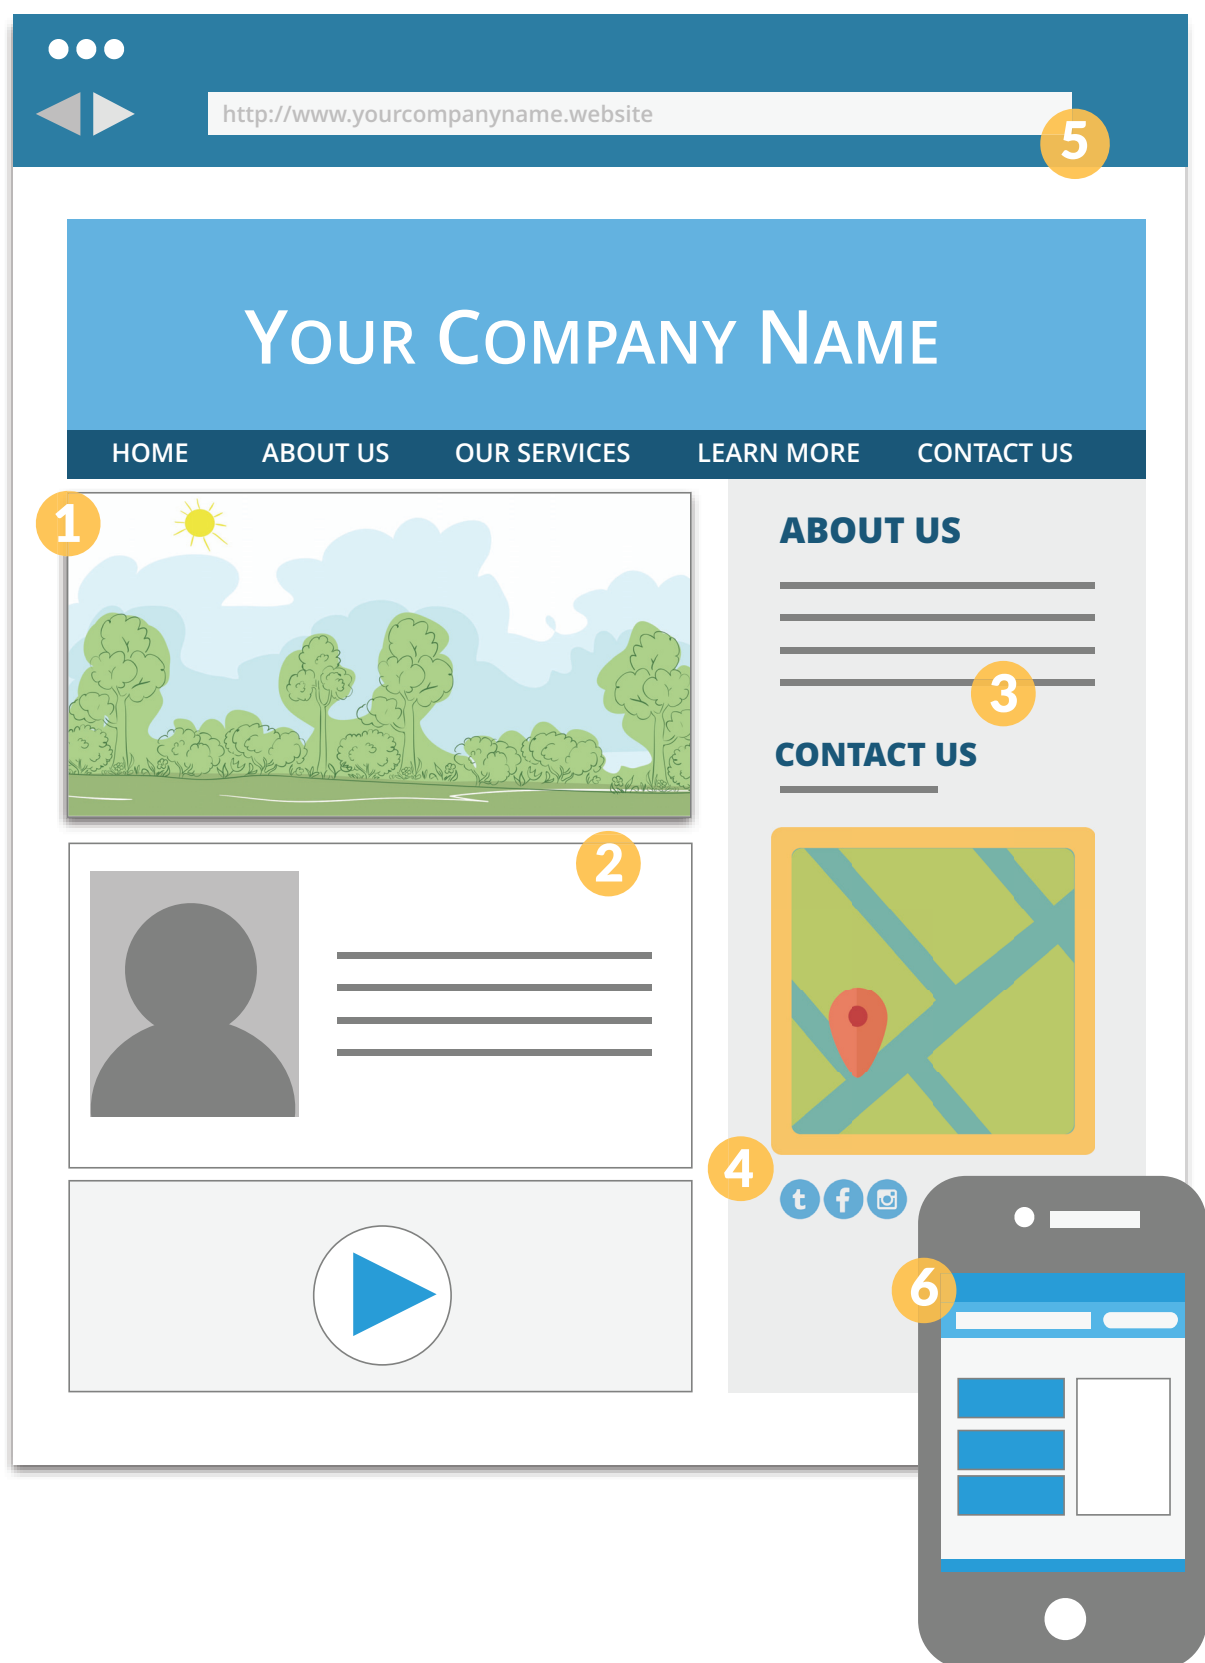 http://www.yourcompanyname.website
5
YOUR COMPANY NAME
HOME ABOUT US OUR SERVICES LEARN MORE CONTACT US
1
ABOUT US
3
CONTACT US
2
4
t f
6